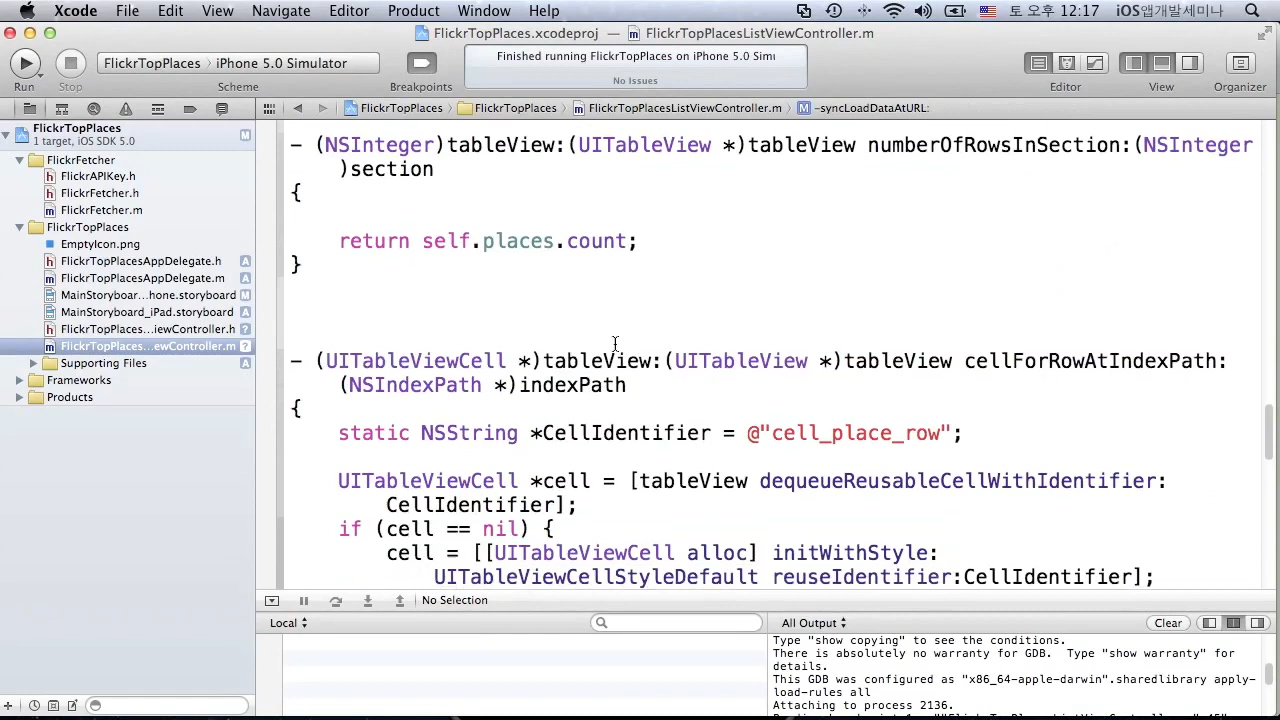 Xcode File Edit View Navigate Editor Product Window Help 토 오후 12:17 iOS앱개발세미나
FlickrTopPlaces.xcodeproj — FlickrTopPlacesListViewController.m
FlickrTopPlaces iPhone 5.0 Simulator
Finished running FlickrTopPlaces on iPhone 5.0 Simu
No Issues
Run Stop Scheme Breakpoints Editor View Organizer
FlickrTopPlaces FlickrTopPlaces FlickrTopPlacesListViewController.m M -syncLoadDataAtURL:
FlickrTopPlaces M
1 target, iOS SDK 5.0
FlickrFetcher
FlickrAPIKey.h
FlickrFetcher.h
FlickrFetcher.m
FlickrTopPlaces
EmptyIcon.png
FlickrTopPlacesAppDelegate.h A
FlickrTopPlacesAppDelegate.m A
MainStoryboar...hone.storyboard M
MainStoryboard_iPad.storyboard A
FlickrTopPlaces...iewController.h ?
FlickrTopPlaces...ewController.m ?
Supporting Files A
Frameworks
Products
- (NSInteger)tableView:(UITableView *)tableView numberOfRowsInSection:(NSInteger
)section
{
return self.places.count;
}
- (UITableViewCell *)tableView:(UITableView *)tableView cellForRowAtIndexPath:
(NSIndexPath *)indexPath
{
static NSString *CellIdentifier = @"cell_place_row";
UITableViewCell *cell = [tableView dequeueReusableCellWithIdentifier:
CellIdentifier];
if (cell == nil) {
cell = [[UITableViewCell alloc] initWithStyle:
UITableViewCellStyleDefault reuseIdentifier:CellIdentifier];
No Selection
Local
All Output Clear
Type "show copying" to see the conditions.
There is absolutely no warranty for GDB. Type "show warranty" for
details.
This GDB was configured as "x86_64-apple-darwin".sharedlibrary apply-
load-rules all
Attaching to process 2136.